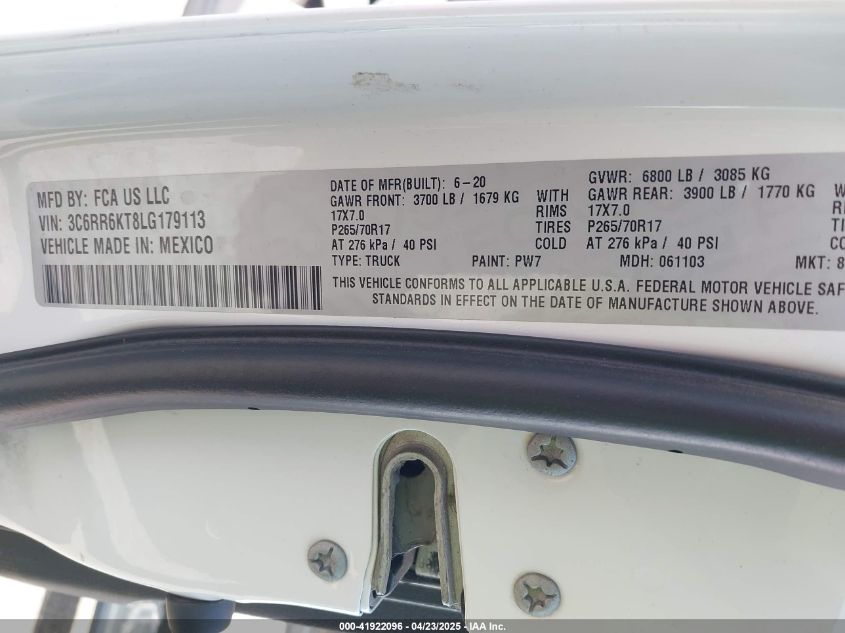 MFD BY: FCA US LLC
VIN: 3C6RR6KT8LG179113
VEHICLE MADE IN: MEXICO
DATE OF MFR(BUILT): 6-20
GAWR FRONT: 3700 LB / 1679 KG WITH
17X7.0 RIMS
P265/70R17 TIRES
AT 276 kPa / 40 PSI COLD
TYPE: TRUCK PAINT: PW7 MDH: 061103 MKT: 8
GVWR: 6800 LB / 3085 KG
GAWR REAR: 3900 LB / 1770 KG
17X7.0
P265/70R17
AT 276 kPa / 40 PSI
THIS VEHICLE CONFORMS TO ALL APPLICABLE U.S.A. FEDERAL MOTOR VEHICLE SAF
STANDARDS IN EFFECT ON THE DATE OF MANUFACTURE SHOWN ABOVE.
000-41922096 - 04/23/2025 - IAA Inc.